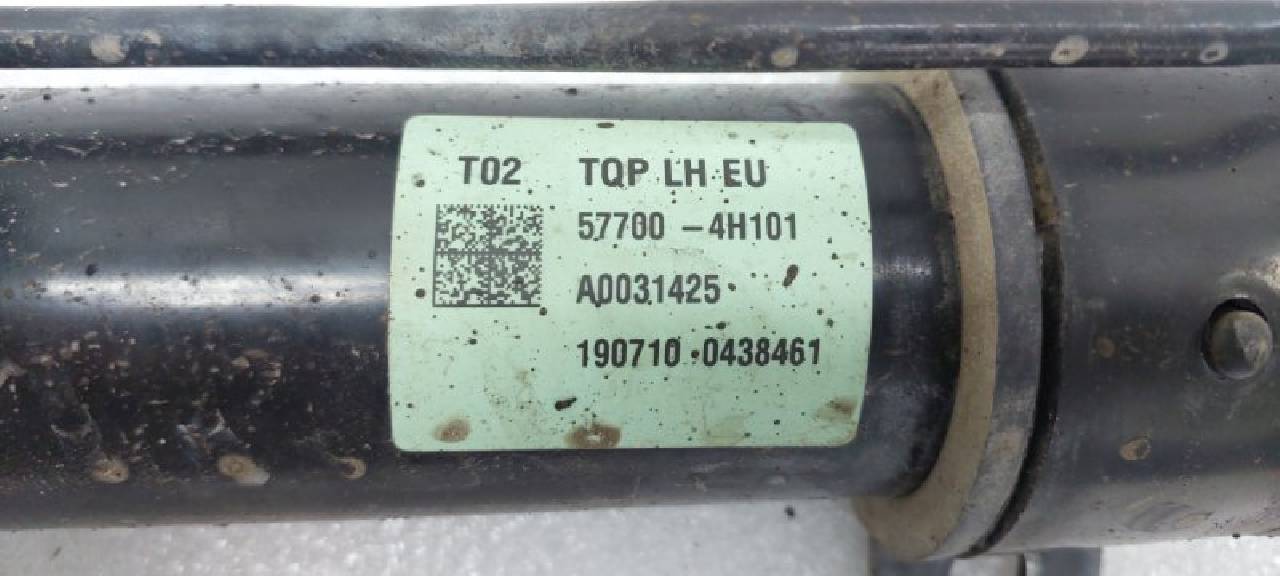 T02 TQP LH EU
57700 -4H101
A0031425
190710 0438461